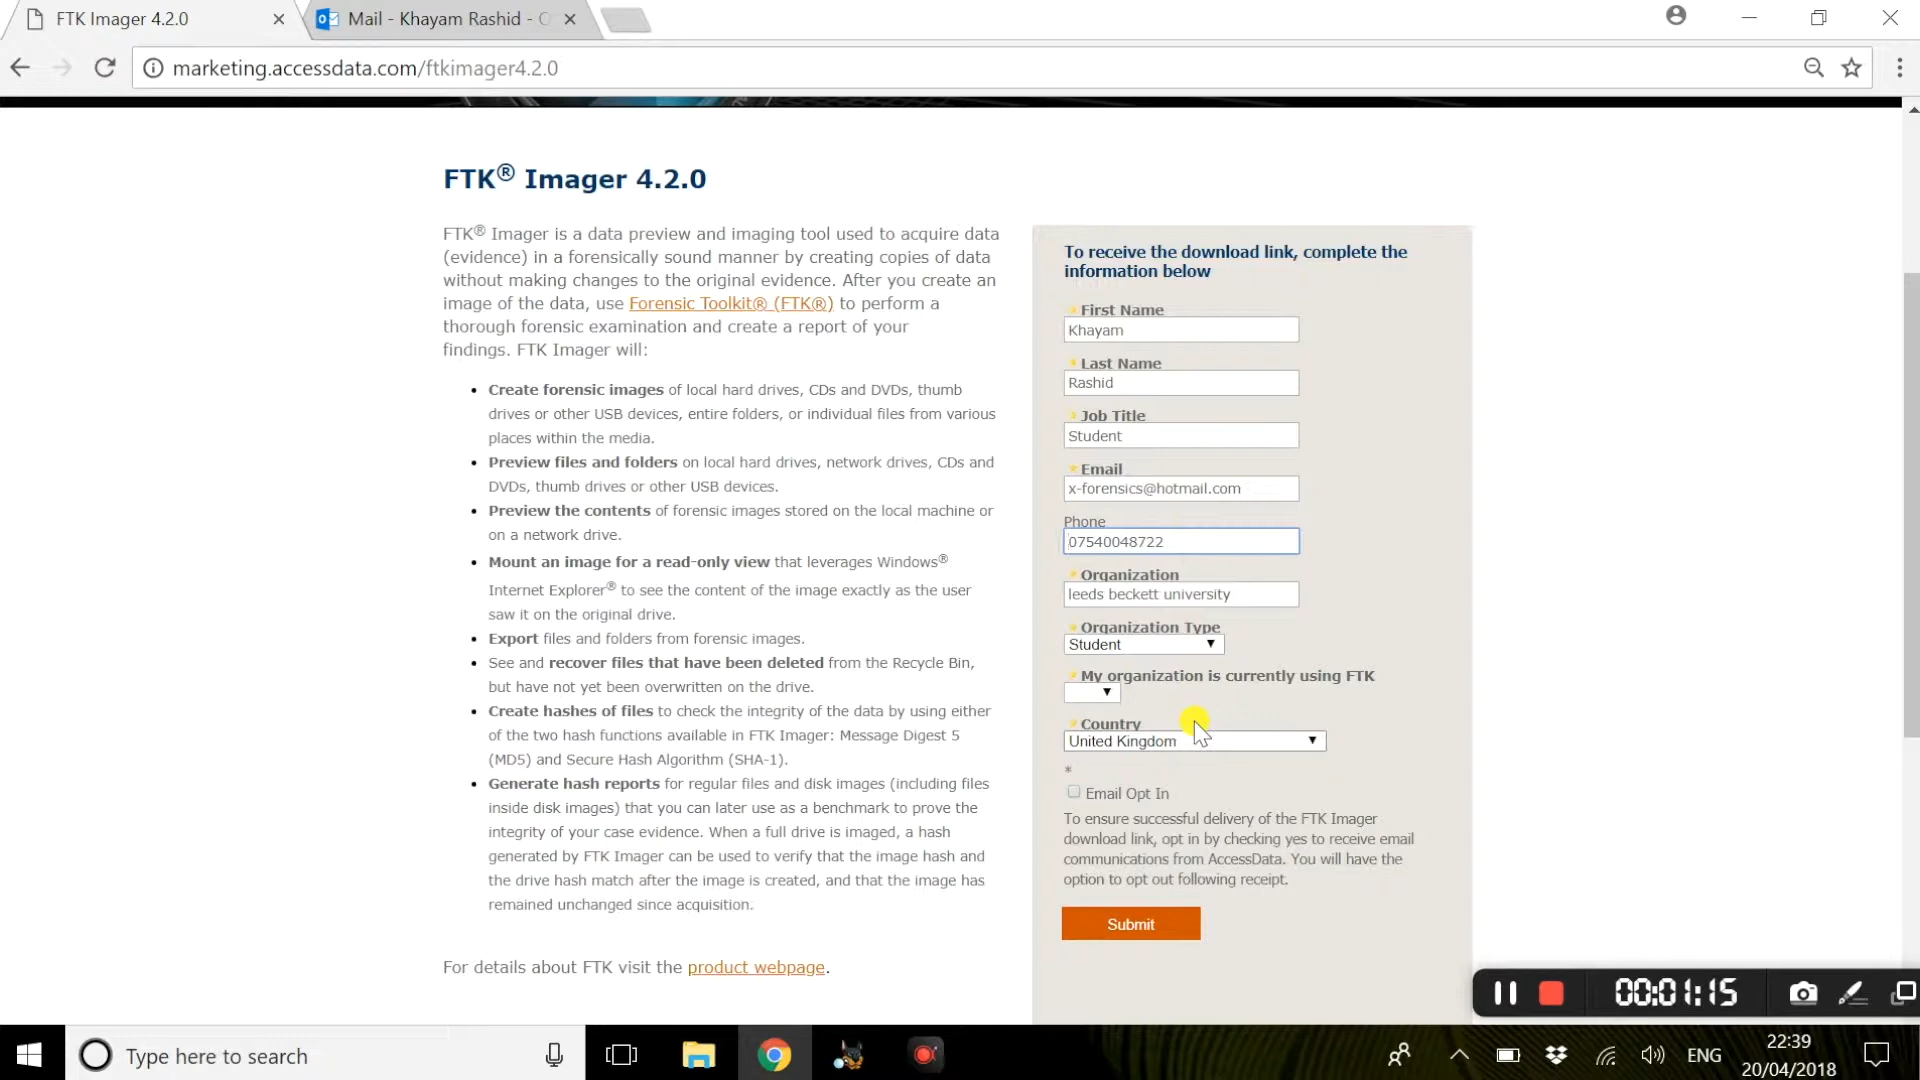 FTK Imager 4.2.0
Mail - Khayam Rashid - O
marketing.accessdata.com/ftkimager4.2.0
FTK® Imager 4.2.0
FTK® Imager is a data preview and imaging tool used to acquire data
(evidence) in a forensically sound manner by creating copies of data
without making changes to the original evidence. After you create an
image of the data, use Forensic Toolkit® (FTK®) to perform a
thorough forensic examination and create a report of your
findings. FTK Imager will:
• Create forensic images of local hard drives, CDs and DVDs, thumb
drives or other USB devices, entire folders, or individual files from various
places within the media.
• Preview files and folders on local hard drives, network drives, CDs and
DVDs, thumb drives or other USB devices.
• Preview the contents of forensic images stored on the local machine or
on a network drive.
• Mount an image for a read-only view that leverages Windows®
Internet Explorer® to see the content of the image exactly as the user
saw it on the original drive.
• Export files and folders from forensic images.
• See and recover files that have been deleted from the Recycle Bin,
but have not yet been overwritten on the drive.
• Create hashes of files to check the integrity of the data by using either
of the two hash functions available in FTK Imager: Message Digest 5
(MD5) and Secure Hash Algorithm (SHA-1).
• Generate hash reports for regular files and disk images (including files
inside disk images) that you can later use as a benchmark to prove the
integrity of your case evidence. When a full drive is imaged, a hash
generated by FTK Imager can be used to verify that the image hash and
the drive hash match after the image is created, and that the image has
remained unchanged since acquisition.
For details about FTK visit the product webpage.
To receive the download link, complete the
information below
* First Name
Khayam
* Last Name
Rashid
* Job Title
Student
* Email
x-forensics@hotmail.com
Phone
07540048722
* Organization
leeds beckett university
* Organization Type
Student
* My organization is currently using FTK
* Country
United Kingdom
*
Email Opt In
To ensure successful delivery of the FTK Imager
download link, opt in by checking yes to receive email
communications from AccessData. You will have the
option to opt out following receipt.
Submit
00:01:15
Type here to search
ENG
22:39
20/04/2018